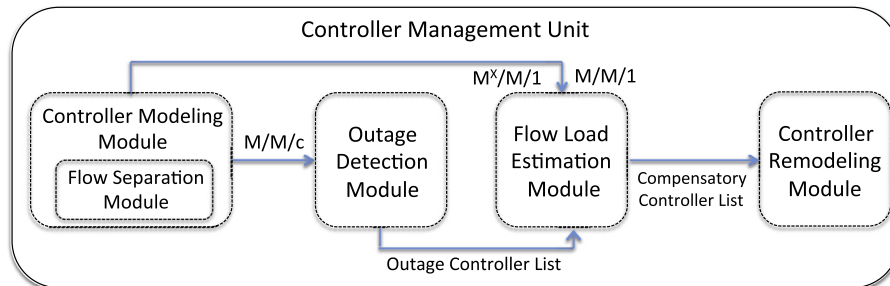 Controller Management Unit
M^X/M/1
M/M/1
Controller Modeling
Module
Flow Separation
Module
M/M/c
Outage
Detection
Module
Flow Load
Estimation
Module
Compensatory
Controller List
Controller
Remodeling
Module
Outage Controller List